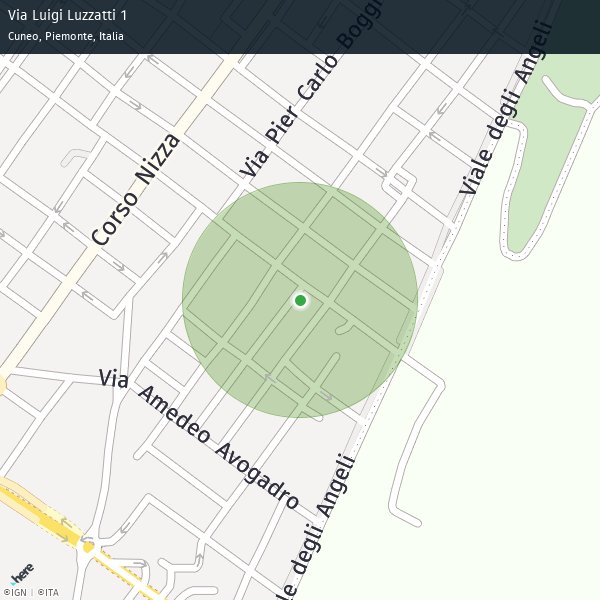 Via Luigi Luzzatti 1
Cuneo, Piemonte, Italia
Via Pier Carlo Boggi
Viale degli Angeli
Corso Nizza
Via Amedeo Avogadro
le degli Angeli
here
©IGN | ©ITA